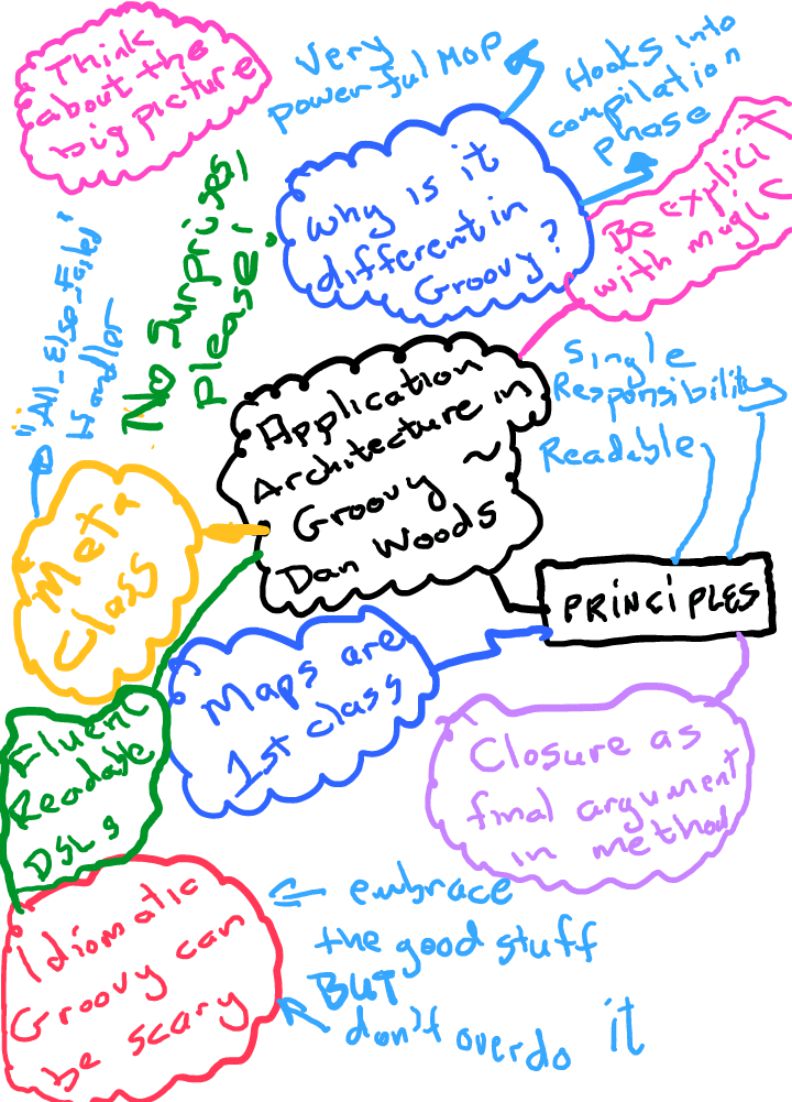 Think
about the
big picture
Very
powerful MOP
Hooks into
compilation
phase
Why is it
different in
Groovy?
Be explicit
with magic
No Surprises,
please!
"All_Else_Failed"
Handler
Application
Architecture in
Groovy ~
Dan Woods
Single
Responsibility
Readable
PRINCIPLES
Meta
Class
Maps are
1st class
Fluent
Readable
DSLs
Closure as
final argument
in method
Idiomatic
Groovy can
be scary
embrace
the good stuff
BUT
don't overdo it